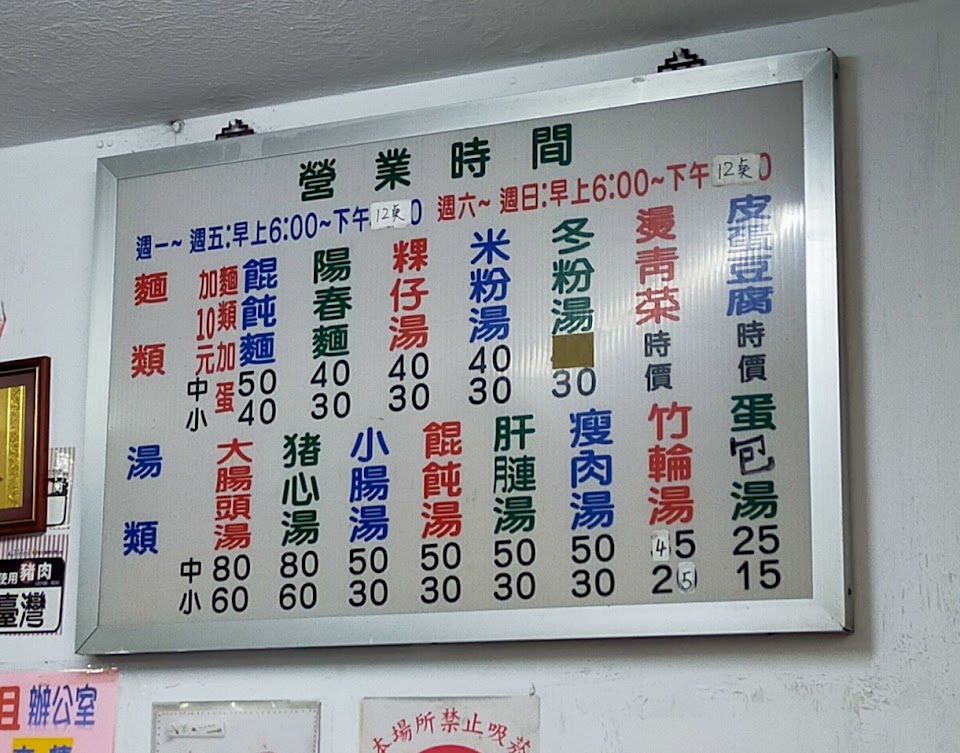 營業時間
週一~週五:早上6:00~下午12点0 週六~週日:早上6:00~下午12点0
麵類
麵類加蛋
加10元
中
小
餛飩麵
50
40
陽春麵
40
30
粿仔湯
40
30
米粉湯
40
30
冬粉湯
30
燙青菜
時價
皮蛋豆腐
時價
湯類
中
小
大腸頭湯
80
60
豬心湯
80
60
小腸湯
50
30
餛飩湯
50
30
肝腱湯
50
30
瘦肉湯
50
30
竹輪湯
45
25
蛋包湯
25
15
使用豬肉
臺灣
辦公室
本場所禁止吸菸